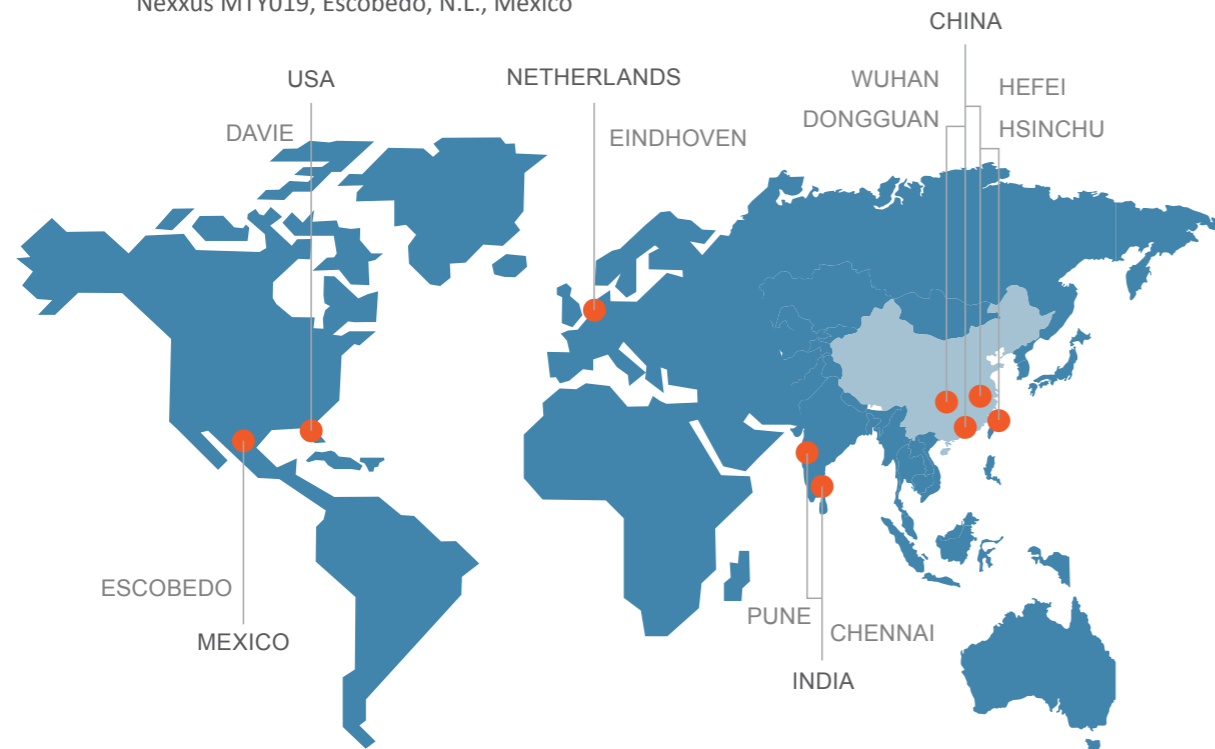 Nexxus MTY019, Escobedo, N.L., Mexico
CHINA
USA
NETHERLANDS
WUHAN
HEFEI
DAVIE
EINDHOVEN
DONGGUAN
HSINCHU
ESCOBEDO
MEXICO
PUNE
CHENNAI
INDIA